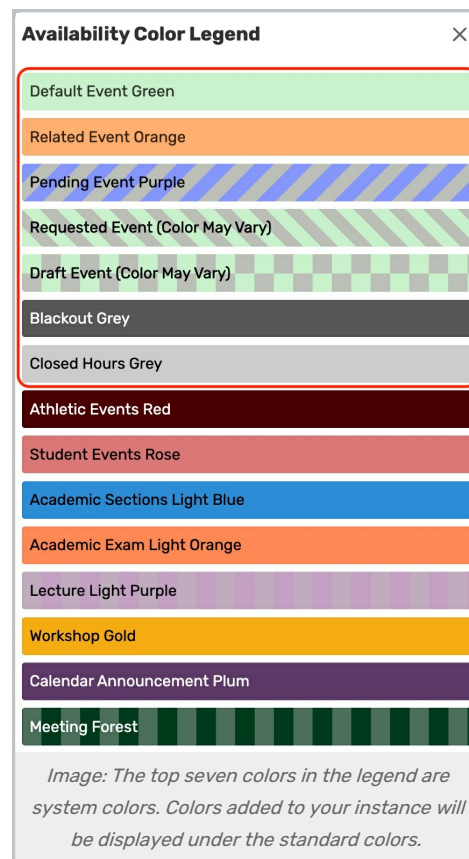 Availability Color Legend
Default Event Green
Related Event Orange
Pending Event Purple
Requested Event (Color May Vary)
Draft Event (Color May Vary)
Blackout Grey
Closed Hours Grey
Athletic Events Red
Student Events Rose
Academic Sections Light Blue
Academic Exam Light Orange
Lecture Light Purple
Workshop Gold
Calendar Announcement Plum
Meeting Forest
Image: The top seven colors in the legend are
system colors. Colors added to your instance will
be displayed under the standard colors.